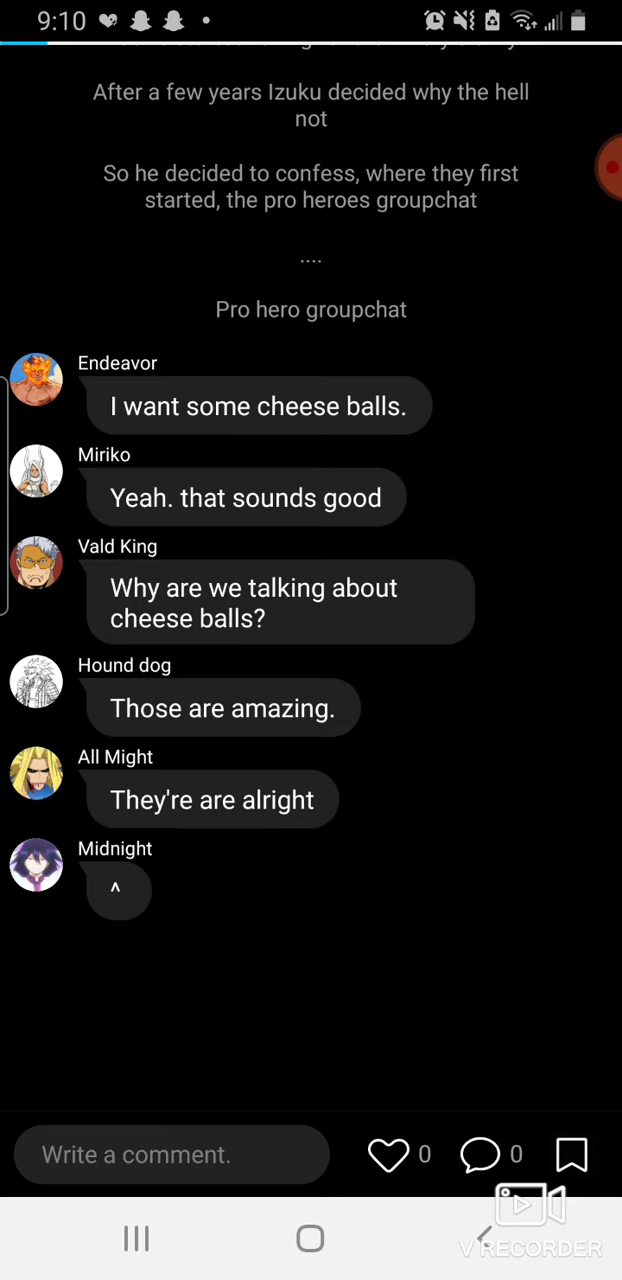 9:10
After a few years Izuku decided why the hell
not
So he decided to confess, where they first
started, the pro heroes groupchat
....
Pro hero groupchat
Endeavor
I want some cheese balls.
Miriko
Yeah. that sounds good
Vald King
Why are we talking about
cheese balls?
Hound dog
Those are amazing.
All Might
They're are alright
Midnight
^
Write a comment.
0
0
V RECORDER